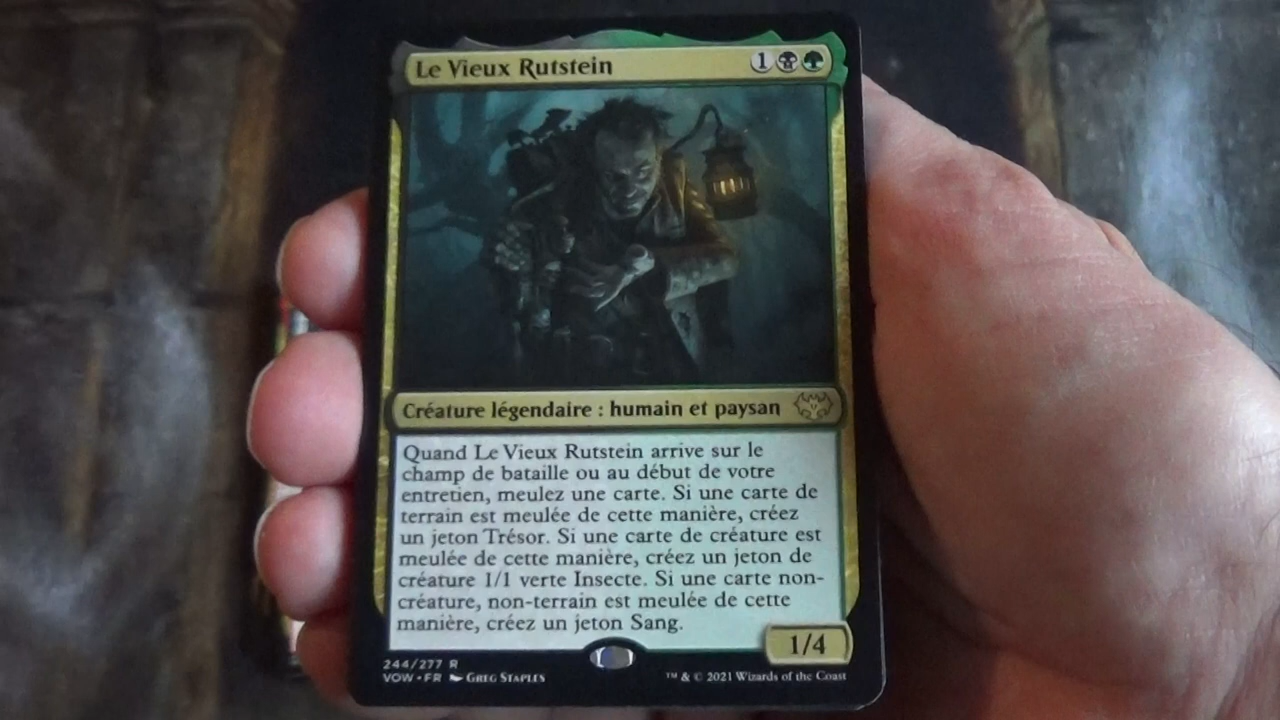 Le Vieux Rutstein 1
Créature légendaire : humain et paysan
Quand Le Vieux Rutstein arrive sur le
champ de bataille ou au début de votre
entretien, meulez une carte. Si une carte de
terrain est meulée de cette manière, créez
un jeton Trésor. Si une carte de créature est
meulée de cette manière, créez un jeton de
créature 1/1 verte Insecte. Si une carte non-
créature, non-terrain est meulée de cette
manière, créez un jeton Sang.
1/4
244/277 R
VOW • FR Greg Staples
™ & © 2021 Wizards of the Coast